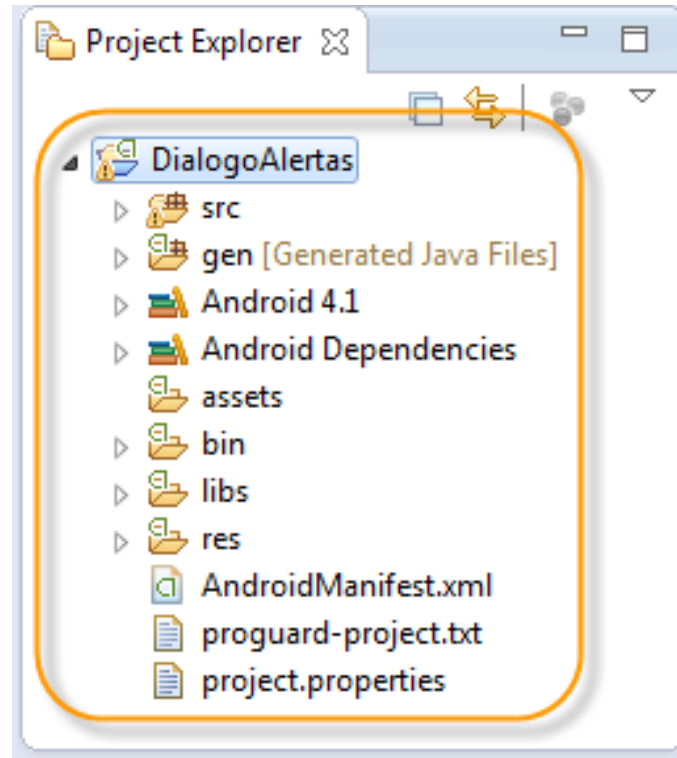 Project Explorer
DialogoAlertas
src
gen [Generated Java Files]
Android 4.1
Android Dependencies
assets
bin
libs
res
AndroidManifest.xml
proguard-project.txt
project.properties